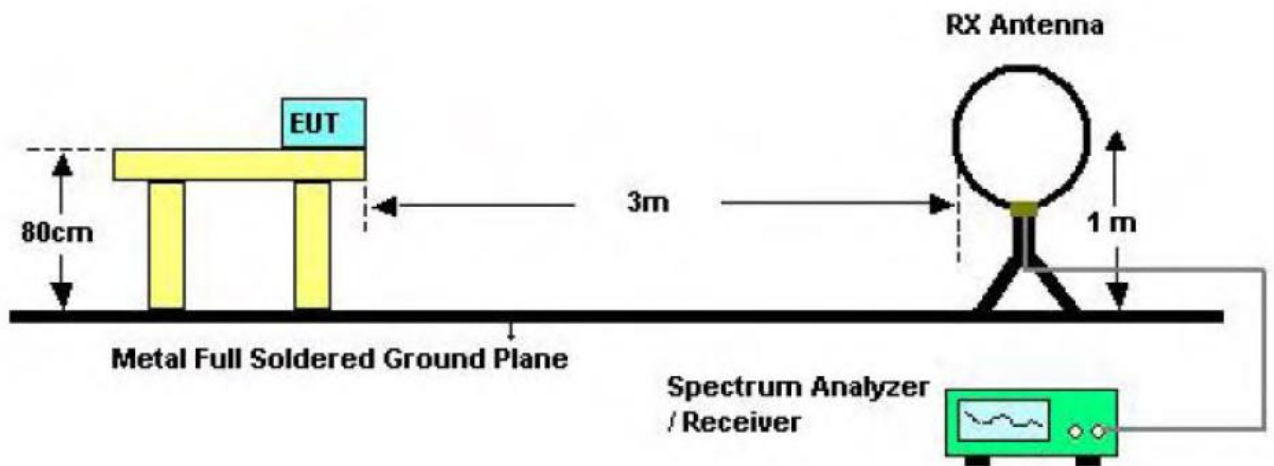 RX Antenna
EUT
80cm
3m
1 m
Metal Full Soldered Ground Plane
Spectrum Analyzer
/ Receiver